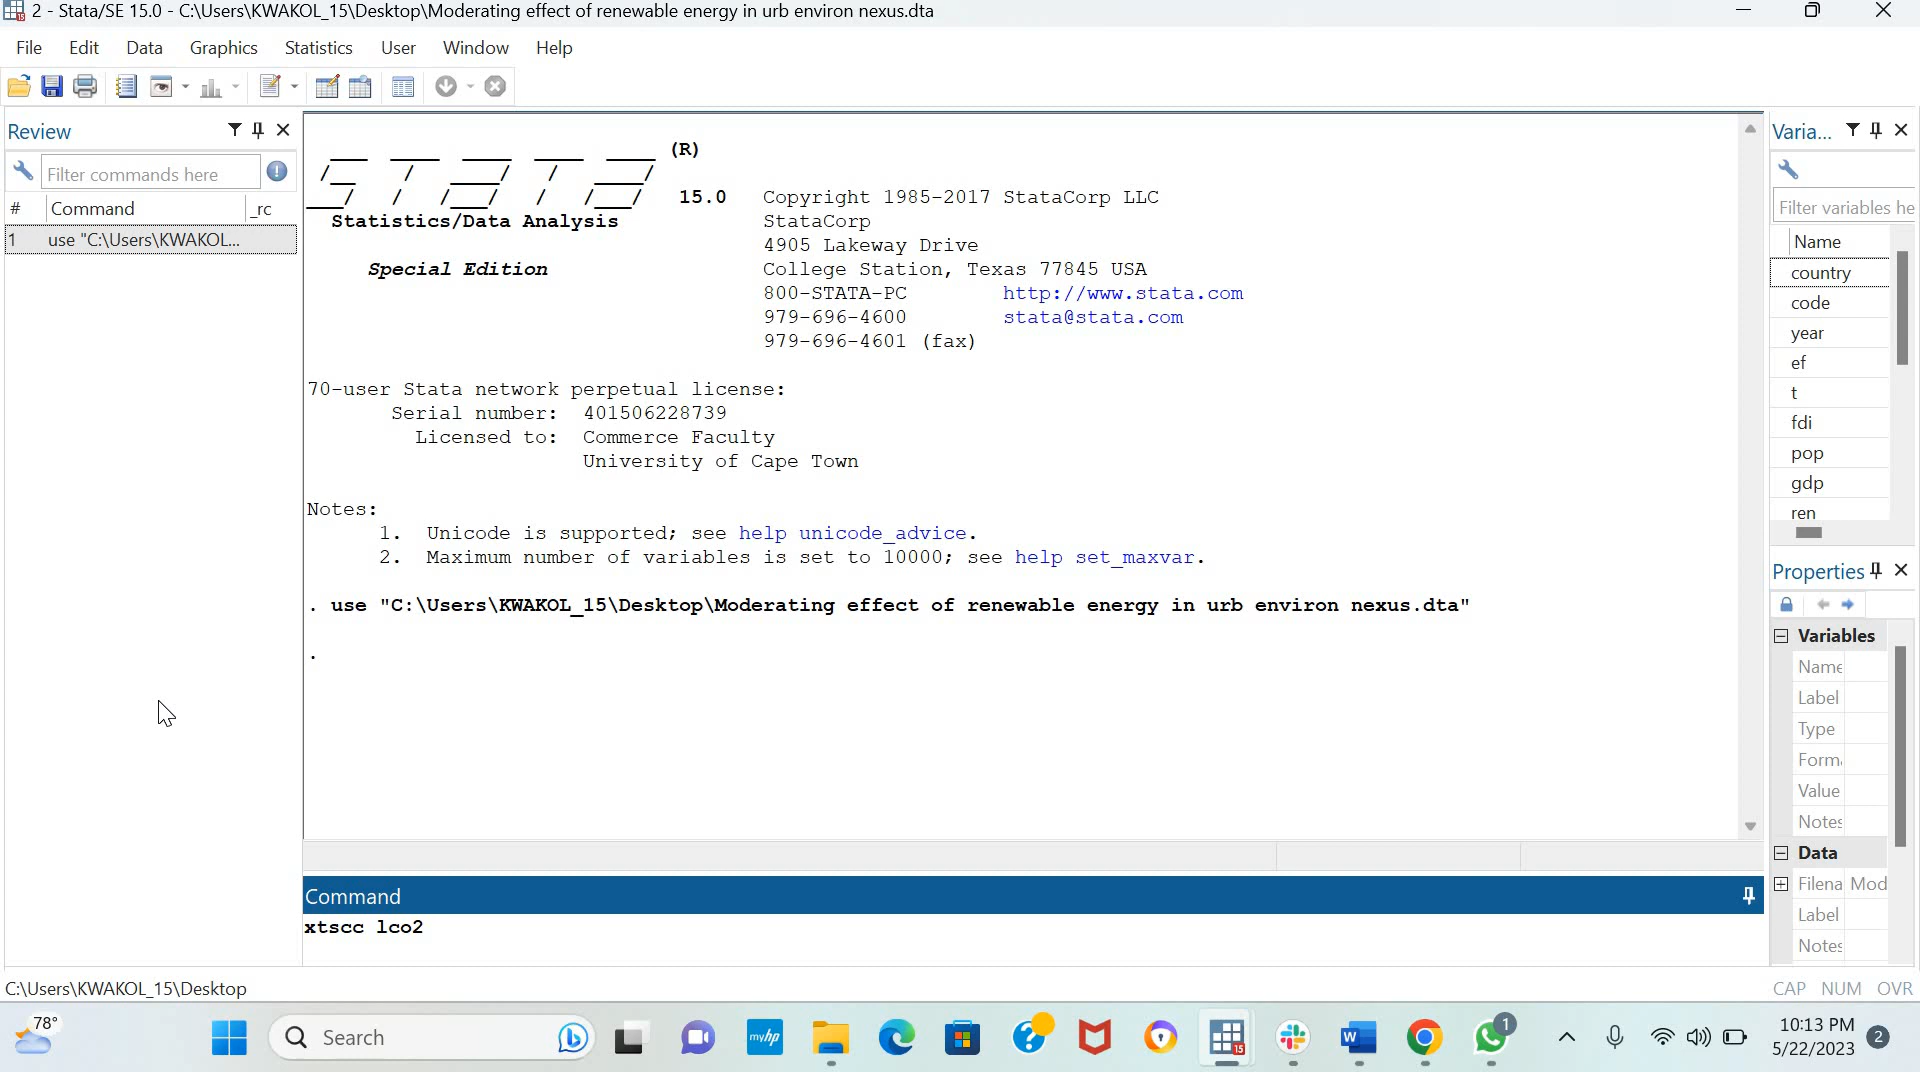 2 - Stata/SE 15.0 - C:\Users\KWAKOL_15\Desktop\Moderating effect of renewable energy in urb environ nexus.dta
File Edit Data Graphics Statistics User Window Help
Review
Filter commands here
# Command _rc
1 use "C:\Users\KWAKOL...
(R)
STATA
15.0 Copyright 1985-2017 StataCorp LLC
Statistics/Data Analysis StataCorp
4905 Lakeway Drive
Special Edition College Station, Texas 77845 USA
800-STATA-PC http://www.stata.com
979-696-4600 stata@stata.com
979-696-4601 (fax)
70-user Stata network perpetual license:
Serial number: 401506228739
Licensed to: Commerce Faculty
University of Cape Town
Notes:
1. Unicode is supported; see help unicode_advice.
2. Maximum number of variables is set to 10000; see help set_maxvar.
. use "C:\Users\KWAKOL_15\Desktop\Moderating effect of renewable energy in urb environ nexus.dta"
.
Command
xtscc lco2
Varia...
Filter variables he
Name
country
code
year
ef
t
fdi
pop
gdp
ren
Properties
Variables
Name
Label
Type
Form
Value
Notes
Data
Filena Mod
Label
Notes
C:\Users\KWAKOL_15\Desktop
CAP NUM OVR
78°
Search
myhp
15
W
1
10:13 PM
5/22/2023
2